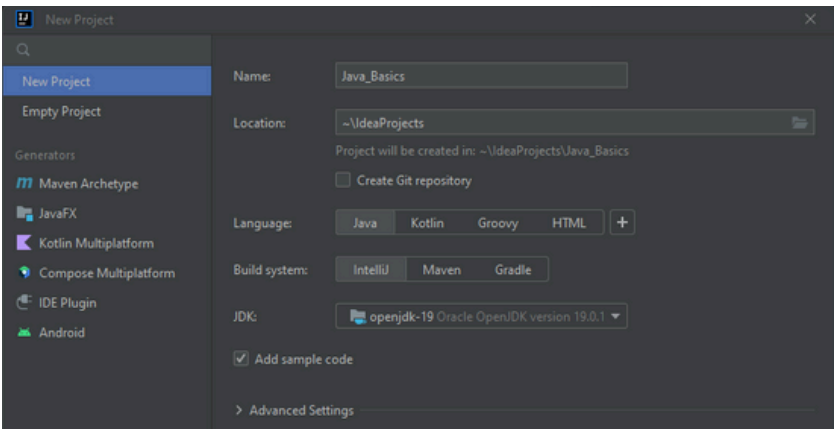 New Project
New Project
Empty Project
Generators
Maven Archetype
JavaFX
Kotlin Multiplatform
Compose Multiplatform
IDE Plugin
Android
Name: Java_Basics
Location: ~\IdeaProjects
Project will be created in: ~\IdeaProjects\Java_Basics
Create Git repository
Language: Java Kotlin Groovy HTML +
Build system: IntelliJ Maven Gradle
JDK: openjdk-19 Oracle OpenJDK version 19.0.1
Add sample code
Advanced Settings